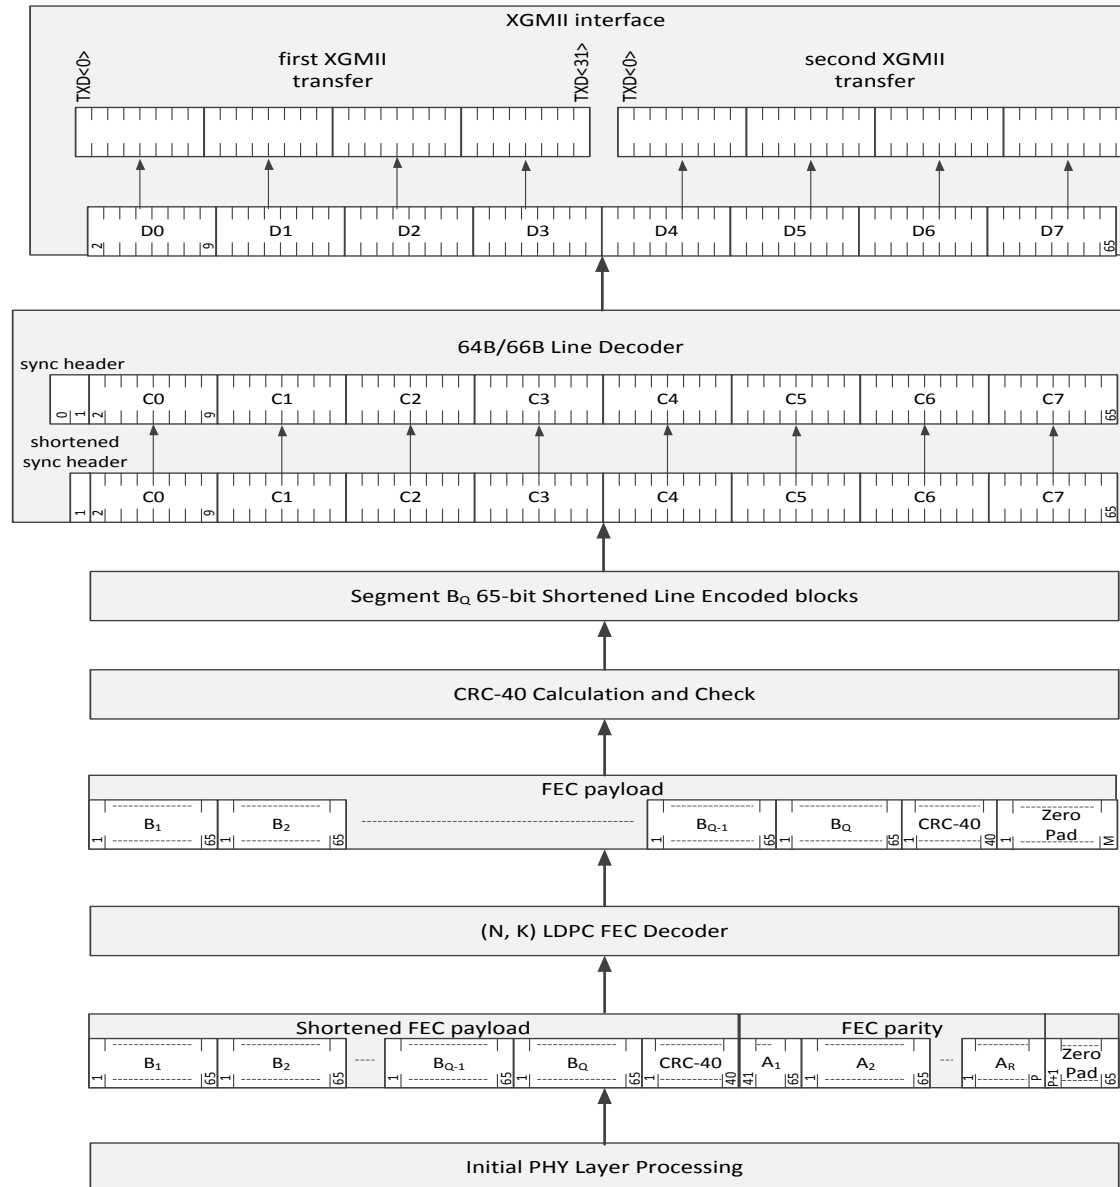 XGMII interface
TXD<0>
first XGMII
transfer
TXD<31>
TXD<0>
second XGMII
transfer
D0 D1 D2 D3 D4 D5 D6 D7
2 9 65
64B/66B Line Decoder
sync header
C0 C1 C2 C3 C4 C5 C6 C7
0 1 2 9 65
shortened
sync header
C0 C1 C2 C3 C4 C5 C6 C7
1 2 9 65
Segment BQ 65-bit Shortened Line Encoded blocks
CRC-40 Calculation and Check
FEC payload
B1 B2 BQ-1 BQ CRC-40 Zero
Pad
1 65 65 1 65 65 1 40 1 M
(N, K) LDPC FEC Decoder
Shortened FEC payload FEC parity
B1 B2 BQ-1 BQ CRC-40 A1 A2 AR Zero
Pad
1 65 1 65 1 65 1 65 1 40 41 65 1 65 1 P P+1 65
Initial PHY Layer Processing